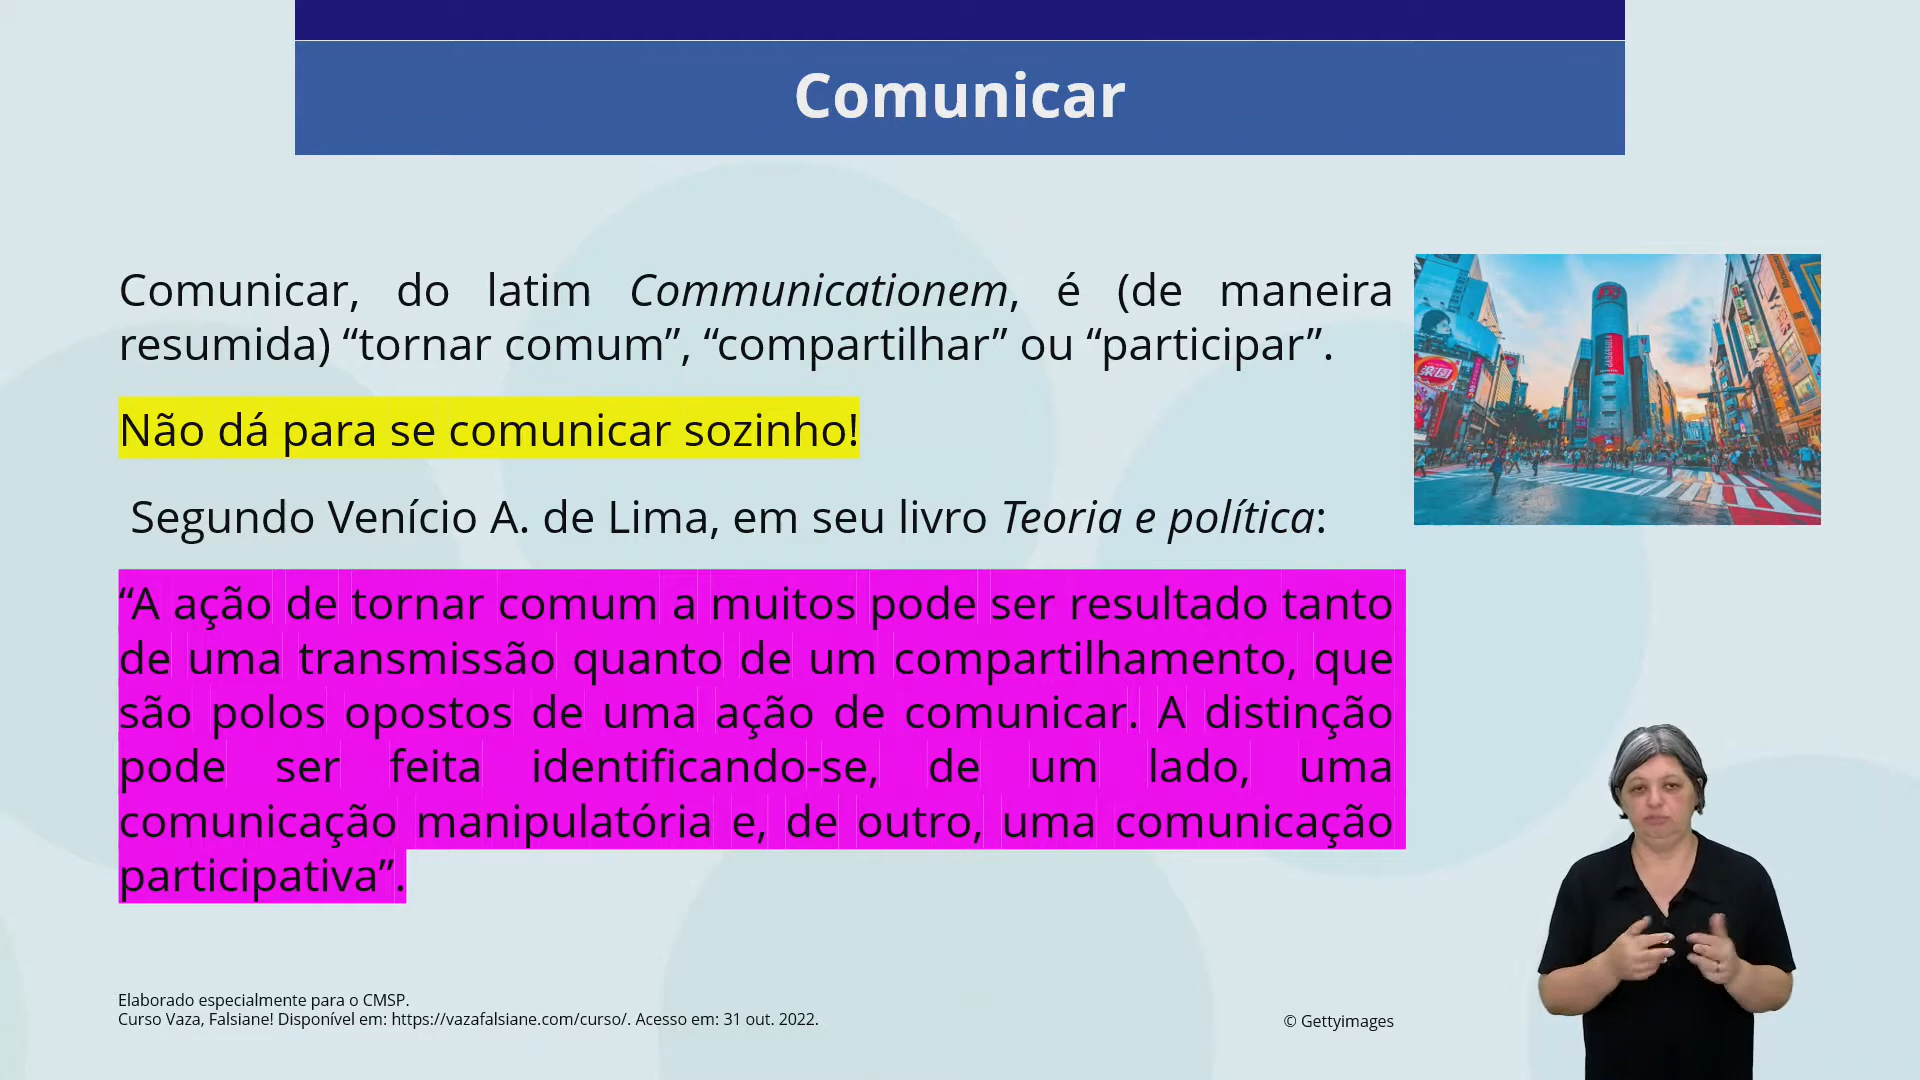 Comunicar
Comunicar, do latim Communicationem, é (de maneira
resumida) “tornar comum”, “compartilhar” ou “participar”.
Não dá para se comunicar sozinho!
Segundo Venício A. de Lima, em seu livro Teoria e política:
“A ação de tornar comum a muitos pode ser resultado tanto
de uma transmissão quanto de um compartilhamento, que
são polos opostos de uma ação de comunicar. A distinção
pode ser feita identificando-se, de um lado, uma
comunicação manipulatória e, de outro, uma comunicação
participativa”.
Elaborado especialmente para o CMSP.
Curso Vaza, Falsiane! Disponível em: https://vazafalsiane.com/curso/. Acesso em: 31 out. 2022.
© Gettyimages